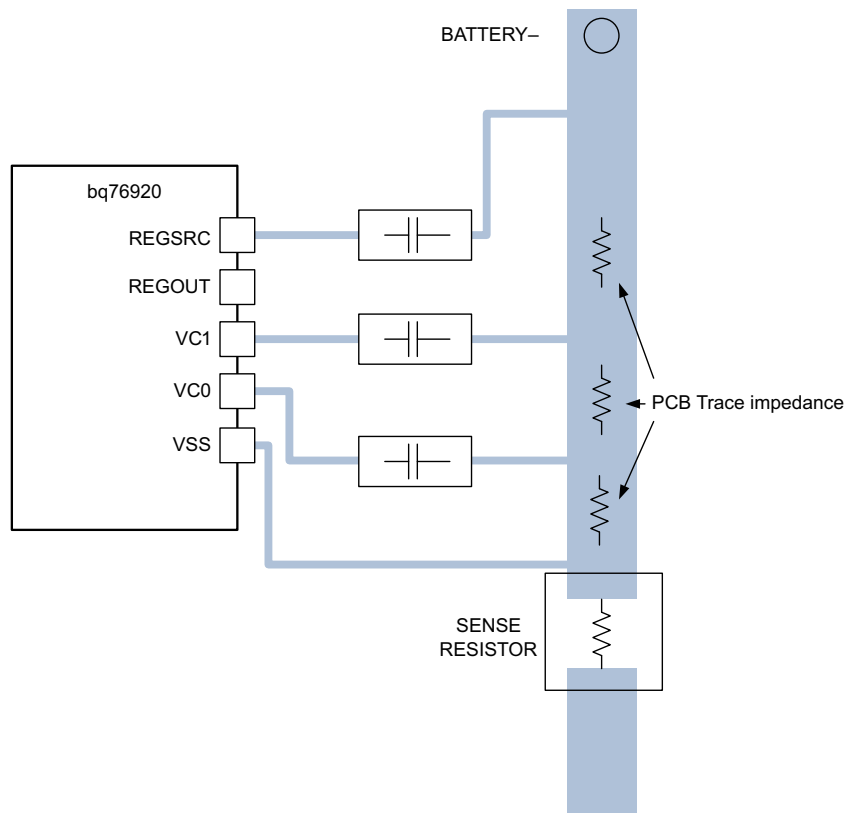 BATTERY–
bq76920
REGSRC
REGOUT
VC1
VC0
VSS
PCB Trace impedance
SENSE
RESISTOR